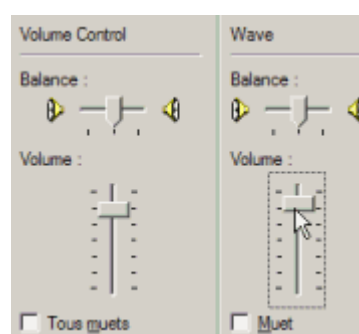 Volume Control
Wave
Balance :
Balance :
Volume :
Volume :
Tous muets
Muet